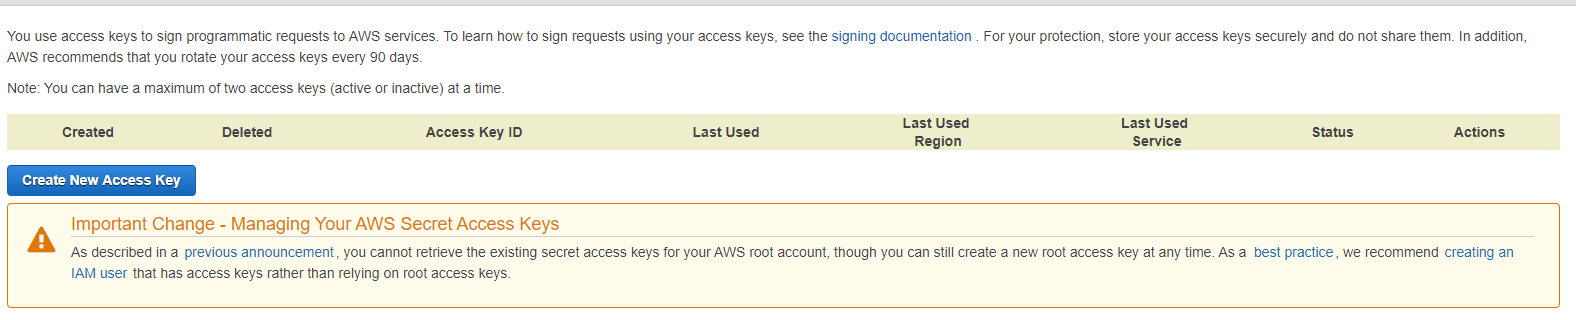 You use access keys to sign programmatic requests to AWS services. To learn how to sign requests using your access keys, see the signing documentation . For your protection, store your access keys securely and do not share them. In addition,
AWS recommends that you rotate your access keys every 90 days.
Note: You can have a maximum of two access keys (active or inactive) at a time.
Created Deleted Access Key ID Last Used Last Used Region Last Used Service Status Actions
Create New Access Key
Important Change - Managing Your AWS Secret Access Keys
As described in a previous announcement, you cannot retrieve the existing secret access keys for your AWS root account, though you can still create a new root access key at any time. As a best practice, we recommend creating an
IAM user that has access keys rather than relying on root access keys.